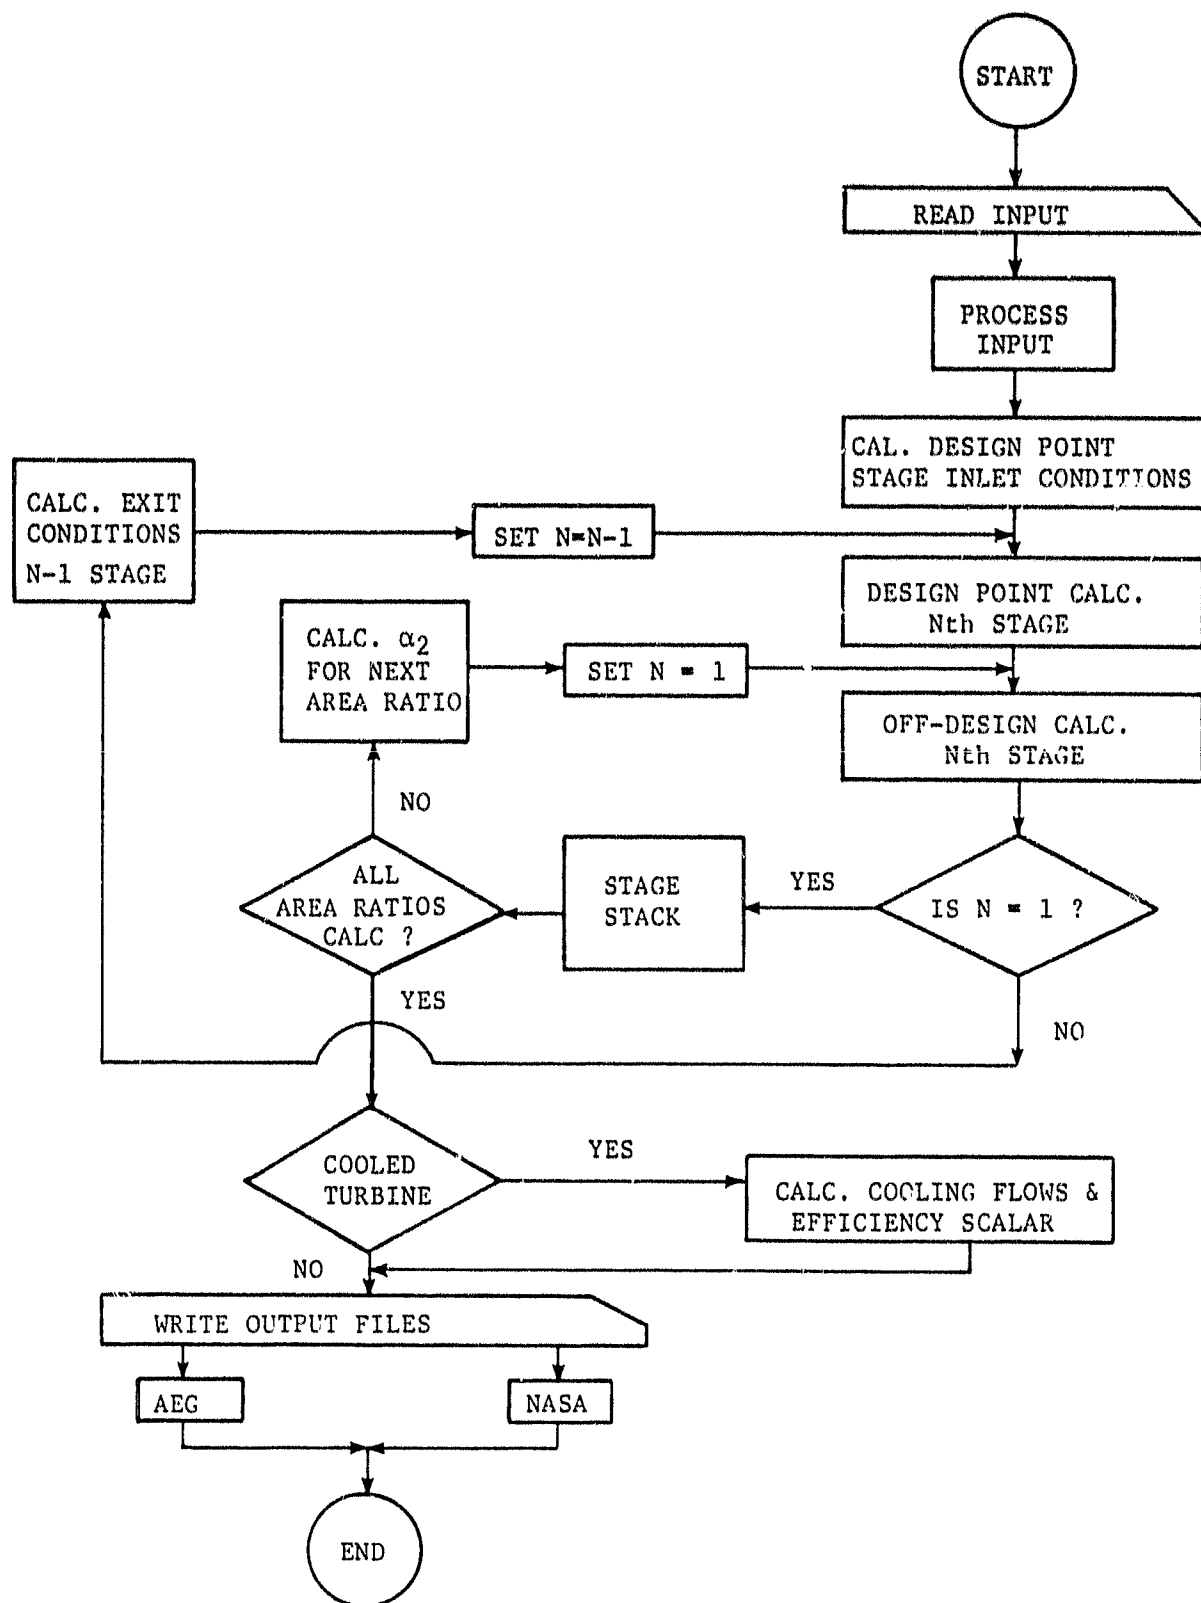 START
READ INPUT
PROCESS
INPUT
CAL. DESIGN POINT
STAGE INLET CONDITIONS
CALC. EXIT
CONDITIONS
N-1 STAGE
SET N=N-1
DESIGN POINT CALC.
Nth STAGE
CALC. α2
FOR NEXT
AREA RATIO
SET N = 1
OFF-DESIGN CALC.
Nth STAGE
NO
ALL
AREA RATIOS
CALC ?
STAGE
STACK
YES
IS N = 1 ?
YES
NO
COOLED
TURBINE
YES
CALC. COOLING FLOWS &
EFFICIENCY SCALAR
NO
WRITE OUTPUT FILES
AEG
NASA
END